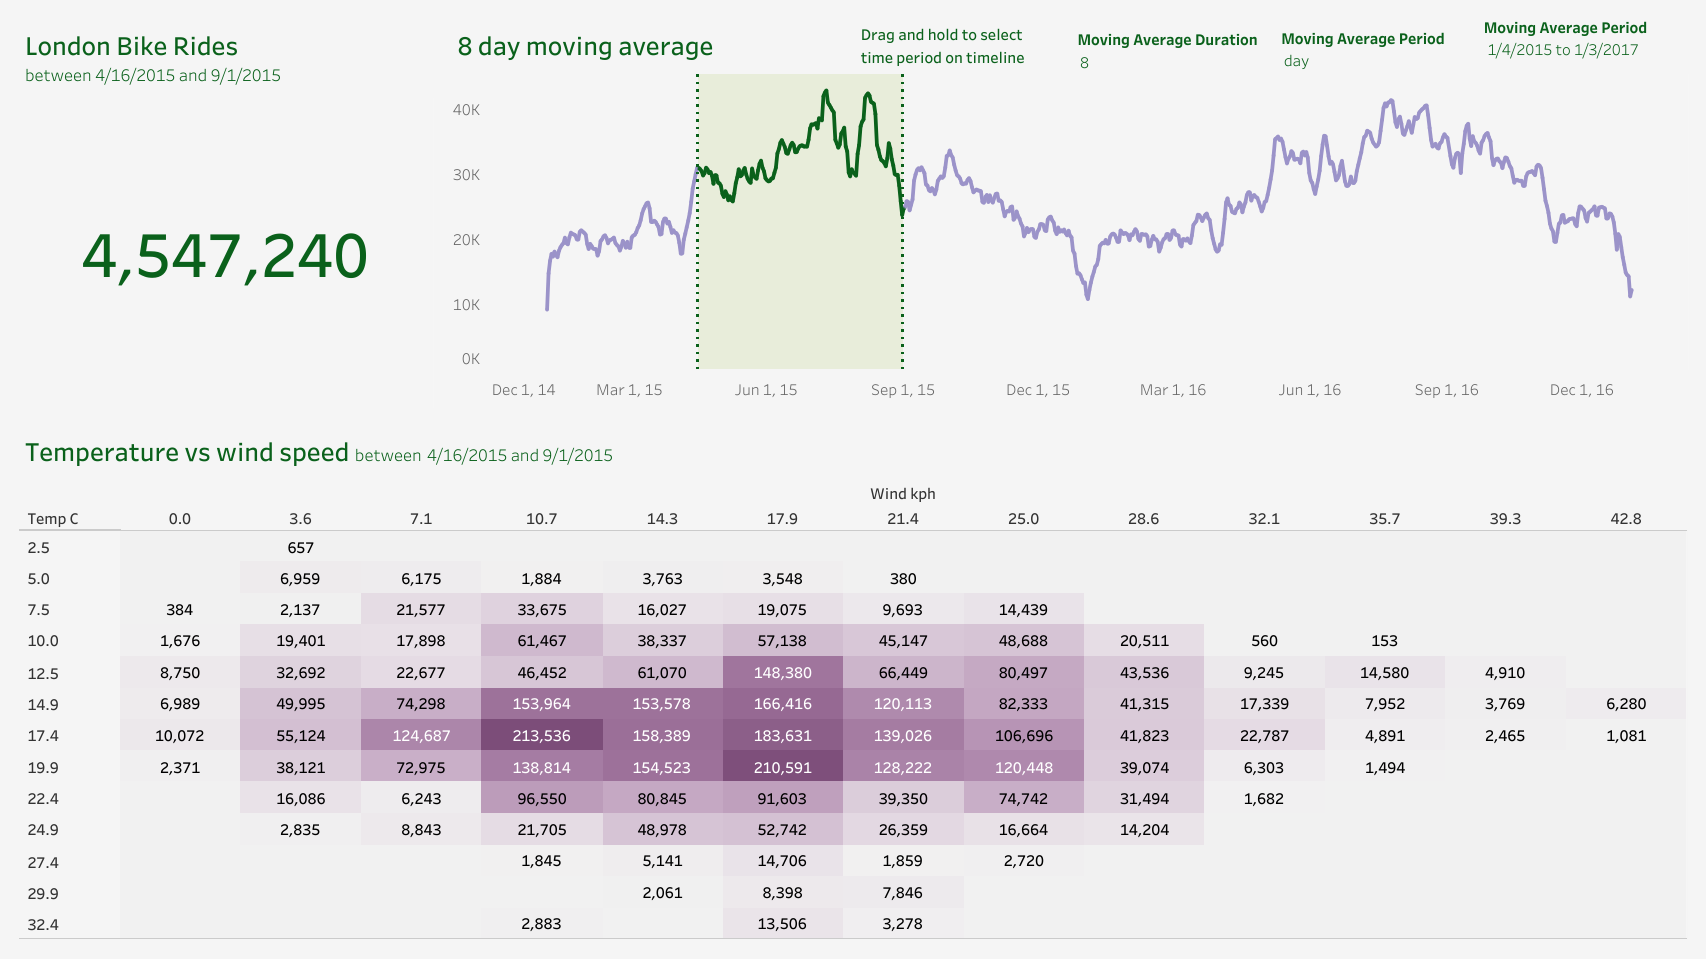 London Bike Rides
between 4/16/2015 and 9/1/2015
4,547,240
8 day moving average
Drag and hold to select
time period on timeline
Moving Average Duration
8
Moving Average Period
day
Moving Average Period
1/4/2015 to 1/3/2017
40K
30K
20K
10K
0K
Dec 1, 14 Mar 1, 15 Jun 1, 15 Sep 1, 15 Dec 1, 15 Mar 1, 16 Jun 1, 16 Sep 1, 16 Dec 1, 16
Temperature vs wind speed between 4/16/2015 and 9/1/2015
Wind kph
Temp C 0.0 3.6 7.1 10.7 14.3 17.9 21.4 25.0 28.6 32.1 35.7 39.3 42.8
2.5 657
5.0 6,959 6,175 1,884 3,763 3,548 380
7.5 384 2,137 21,577 33,675 16,027 19,075 9,693 14,439
10.0 1,676 19,401 17,898 61,467 38,337 57,138 45,147 48,688 20,511 560 153
12.5 8,750 32,692 22,677 46,452 61,070 148,380 66,449 80,497 43,536 9,245 14,580 4,910
14.9 6,989 49,995 74,298 153,964 153,578 166,416 120,113 82,333 41,315 17,339 7,952 3,769 6,280
17.4 10,072 55,124 124,687 213,536 158,389 183,631 139,026 106,696 41,823 22,787 4,891 2,465 1,081
19.9 2,371 38,121 72,975 138,814 154,523 210,591 128,222 120,448 39,074 6,303 1,494
22.4 16,086 6,243 96,550 80,845 91,603 39,350 74,742 31,494 1,682
24.9 2,835 8,843 21,705 48,978 52,742 26,359 16,664 14,204
27.4 1,845 5,141 14,706 1,859 2,720
29.9 2,061 8,398 7,846
32.4 2,883 13,506 3,278